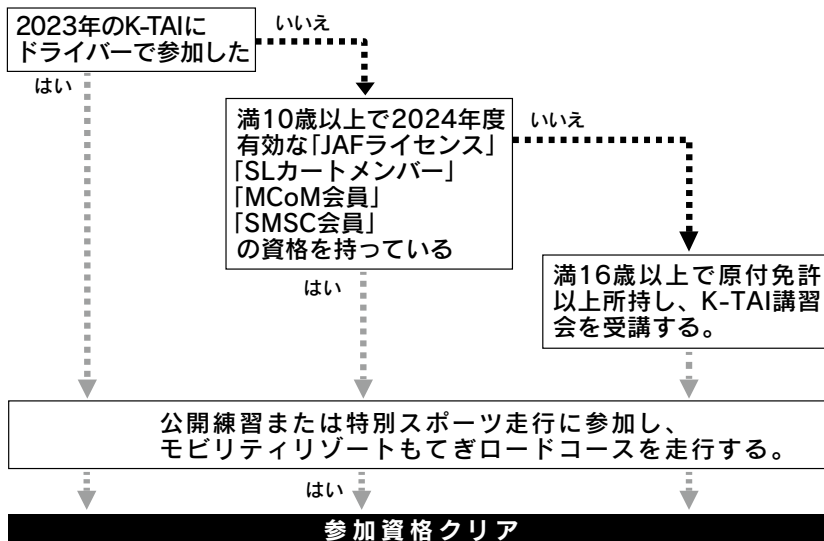 2023年のK-TAIに
ドライバーで参加した
いいえ
はい
満10歳以上で2024年度
有効な「JAFライセンス」
「SLカートメンバー」
「MCoM会員」
「SMSC会員」
の資格を持っている
いいえ
はい
満16歳以上で原付免許
以上所持し、K-TAI講習
会を受講する。
公開練習または特別スポーツ走行に参加し、
モビリティリゾートもてぎロードコースを走行する。
はい
参加資格クリア